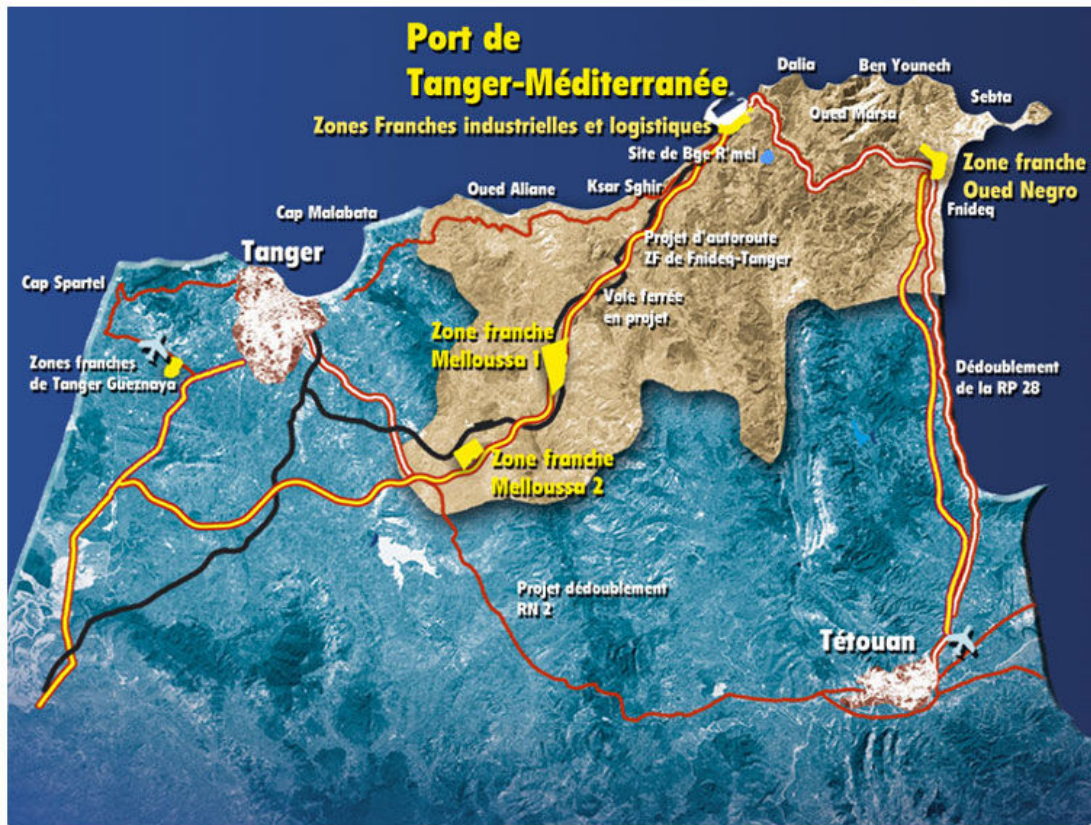 Port de
Tanger-Méditerranée
Zones Franches industrielles et logistiques
Dalia
Ben Younech
Sebta
Oued Marsa
Site de Bge R'mel
Zone franche
Oued Negro
Fnideq
Oued Aliane
Ksar Sghir
Cap Malabata
Tanger
Cap Spartel
Projet d'autoroute
ZF de Fnideq-Tanger
Voie ferrée
en projet
Zone franche
Melloussa 1
Zones franches
de Tanger Gueznaya
Dédoublement
de la RP 28
Zone franche
Melloussa 2
Projet dédoublement
RN 2
Tétouan